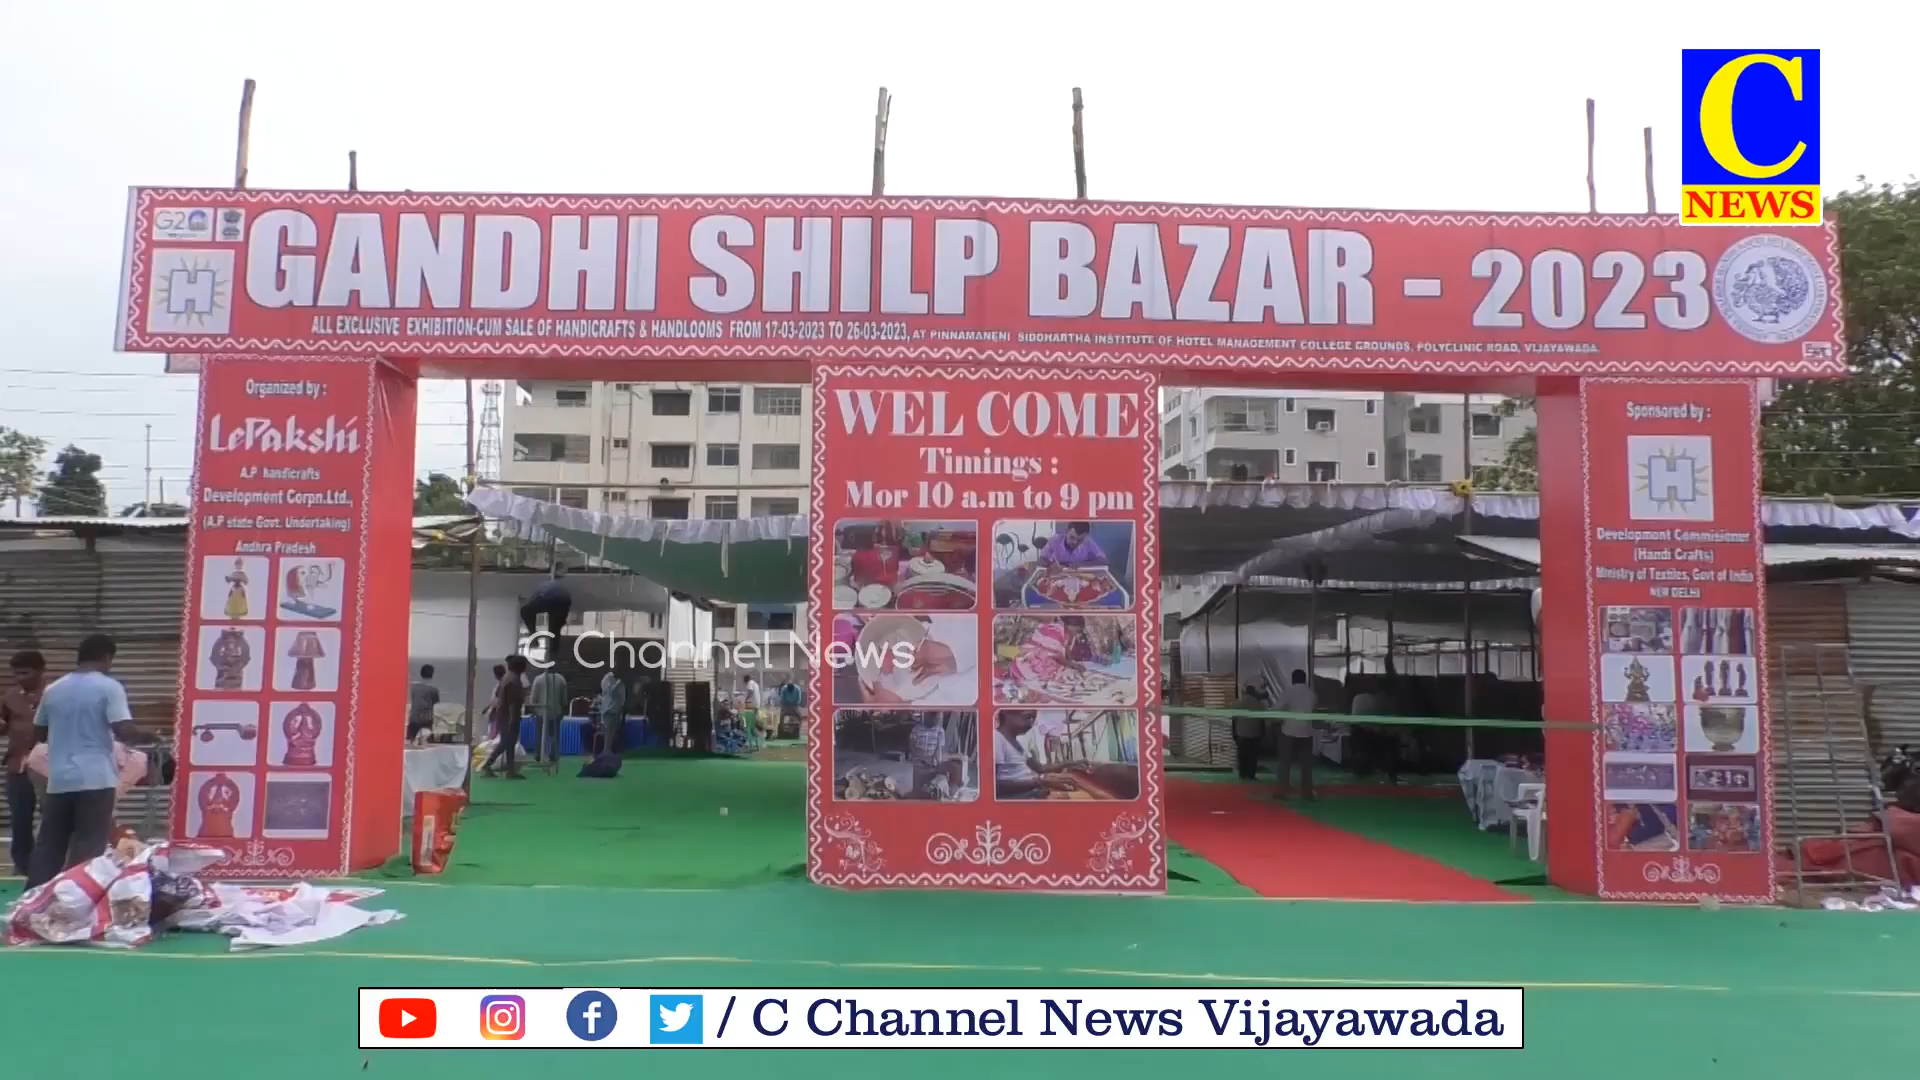 C
NEWS
G20
H
GANDHI SHILP BAZAR - 2023
ALL EXCLUSIVE EXHIBITION-CUM SALE OF HANDICRAFTS & HANDLOOMS FROM 17-03-2023 TO 26-03-2023, AT PINNAMANENI SIDDHARTHA INSTITUTE OF HOTEL MANAGEMENT COLLEGE GROUNDS, POLYCLINIC ROAD, VIJAYAWADA.
Organized by :
LePakshi
A.P handicrafts
Development Corpn.Ltd.,
(A.P state Govt. Undertaking)
Andhra Pradesh
WEL COME
Timings :
Mor 10 a.m to 9 pm
Sponsored by :
H
Development Commisioner
(Handi Crafts)
Ministry of Textiles, Govt of India
NEW DELHI
C Channel News
/ C Channel News Vijayawada